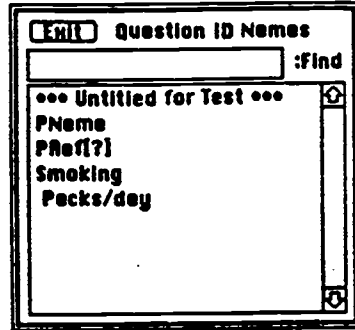 Exit Question ID Names
:Find
••• Untitled for Test •••
PName
PRef[?]
Smoking
Packs/day